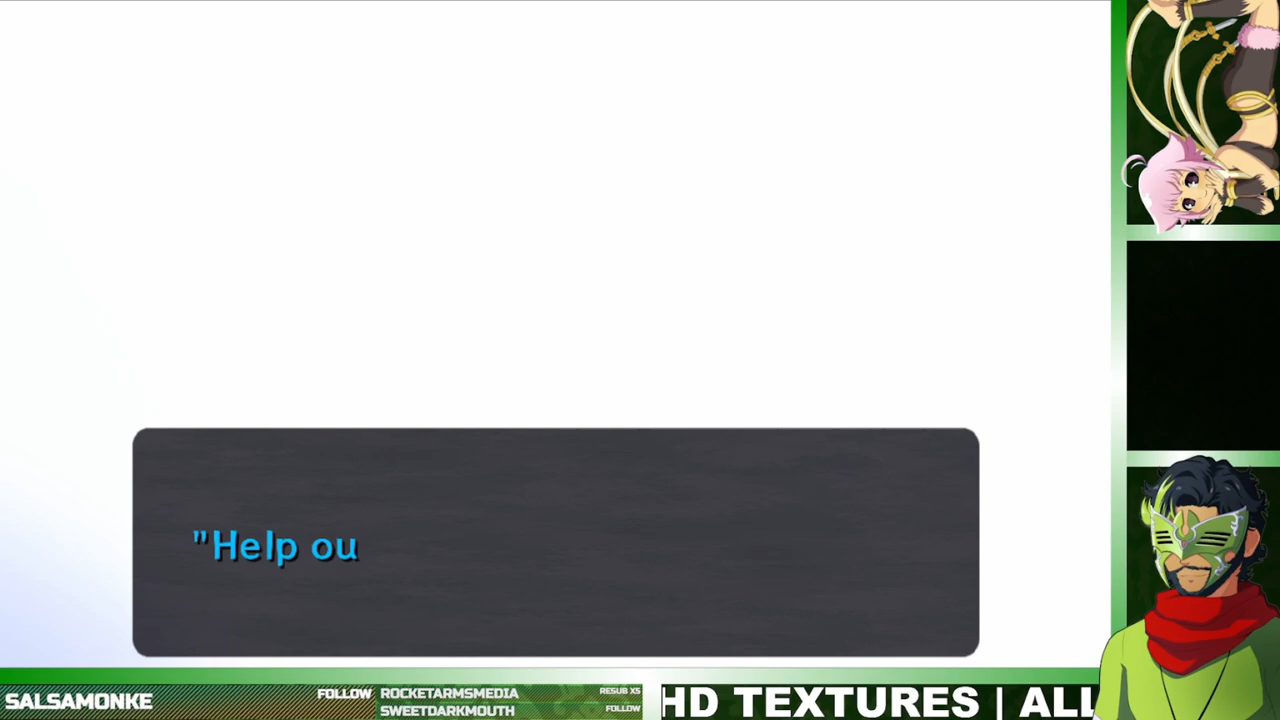 "Help ou
SALSAMONKE
FOLLOW ROCKETARMSMEDIA RESUB X5
SWEETDARKMOUTH FOLLOW
HD TEXTURES | ALL